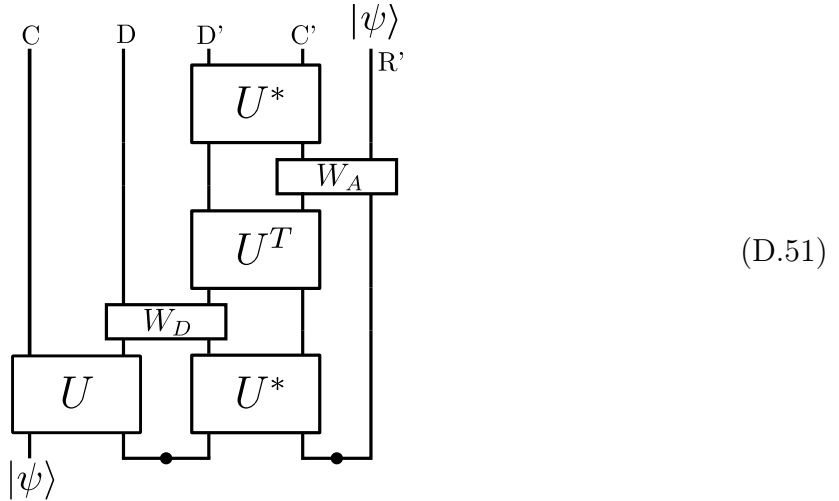 |ψ⟩
C D D' C'
R'
U*
W_A
U^T
(D.51)
W_D
U U*
|ψ⟩